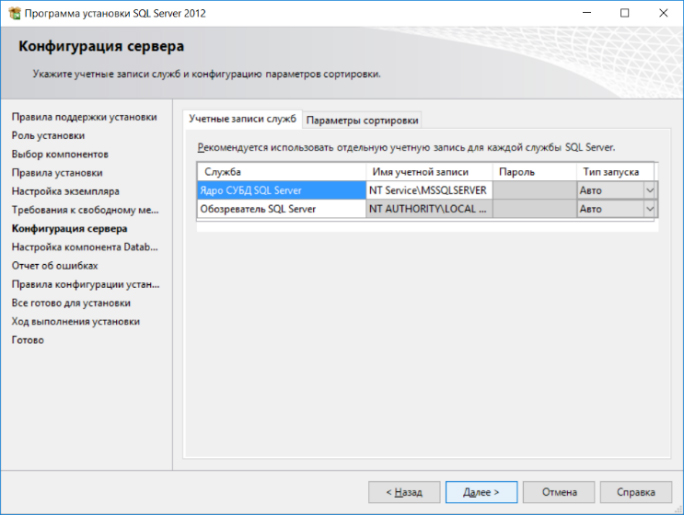 Программа установки SQL Server 2012
Конфигурация сервера
Укажите учетные записи служб и конфигурацию параметров сортировки.
Правила поддержки установки
Роль установки
Выбор компонентов
Правила установки
Настройка экземпляра
Требования к свободному ме...
Конфигурация сервера
Настройка компонента Datab...
Отчет об ошибках
Правила конфигурации устан...
Все готово для установки
Ход выполнения установки
Готово
Учетные записи служб Параметры сортировки
Рекомендуется использовать отдельную учетную запись для каждой службы SQL Server.
Служба Имя учетной записи Пароль Тип запуска
Ядро СУБД SQL Server NT Service\MSSQLSERVER Авто
Обозреватель SQL Server NT AUTHORITY\LOCAL ... Авто
< Назад Далее > Отмена Справка